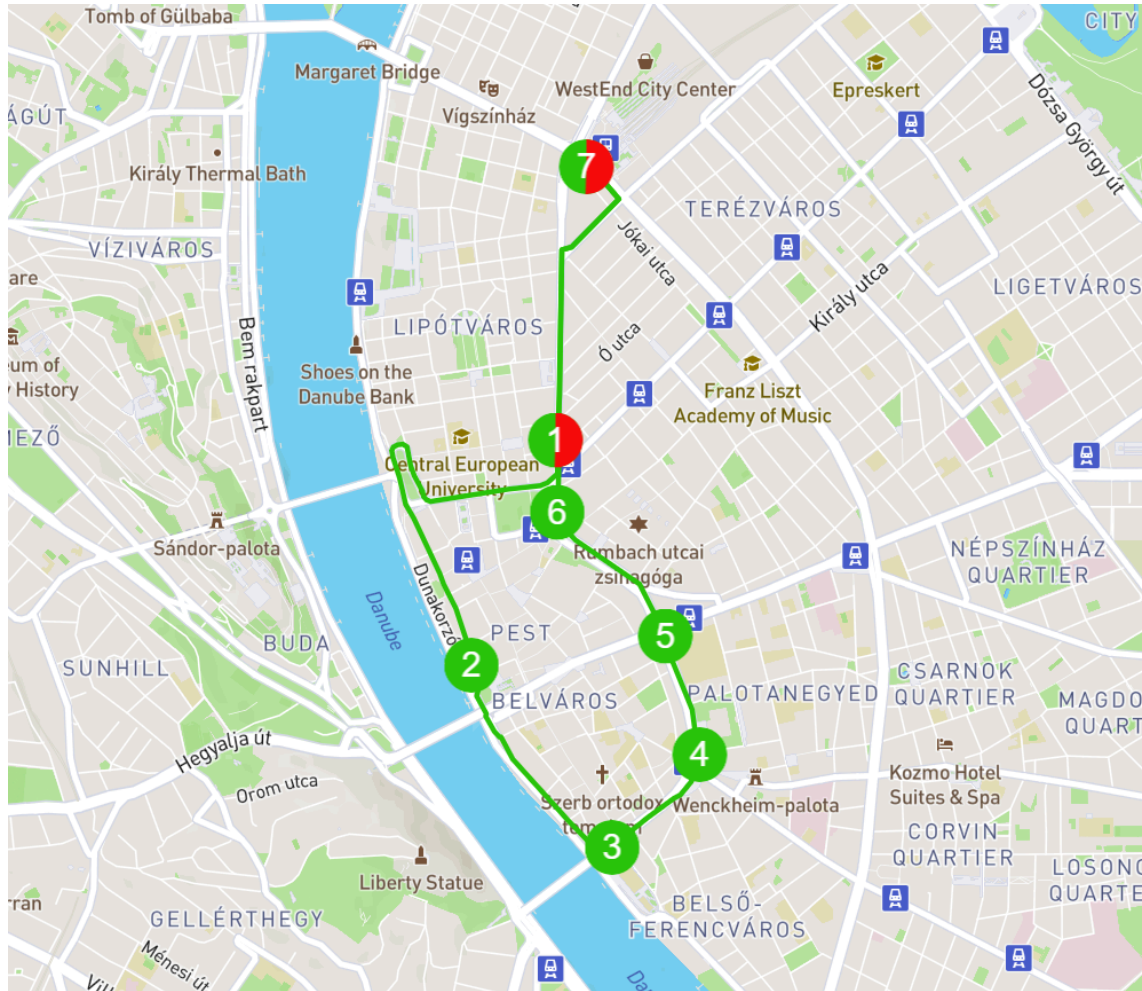 Tomb of Gülbaba
CITY
Margaret Bridge
WestEnd City Center
Epreskert
Dózsa György út
ÁGÚT
Vígszínház
Király Thermal Bath
7
TERÉZVÁROS
Jókai utca
VÍZIVÁROS
Király utca
LIGETVÁROS
are
Bem rakpart
LIPÓTVÁROS
Ó utca
eum of
y History
Shoes on the
Danube Bank
Franz Liszt
Academy of Music
MEZŐ
1
Central European
University
6
Sándor-palota
Rumbach utcai
zsinagóga
NÉPSZÍNHÁZ
QUARTIER
Danube
Dunakorzó
PEST
5
BUDA
SUNHILL
2
BELVÁROS
PALOTANEGYED
CSARNOK
QUARTIER
MAGDO
QUART
Hegyalja út
4
Orom utca
Szerb ortodox
Wenckheim-palota
Kozmo Hotel
Suites & Spa
3
CORVIN
QUARTIER
Liberty Statue
LOSONC
QUARTE
rran
GELLÉRTHEGY
BELSŐ-
FERENCVÁROS
Ménesi út